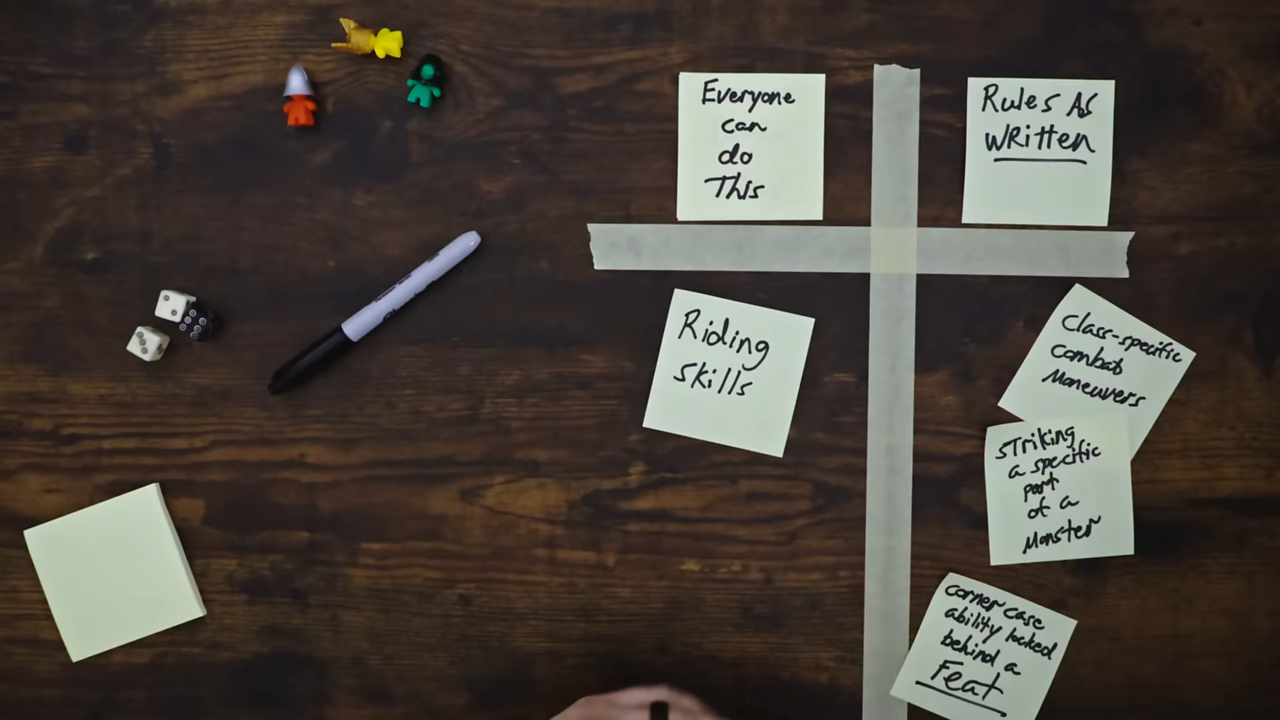 Everyone
can
do
This
Rules As
Written
Riding
Skills
Class-specific
Combat
Maneuvers
Striking
a specific
part
of a
Monster
corner case
ability locked
behind a
Feat